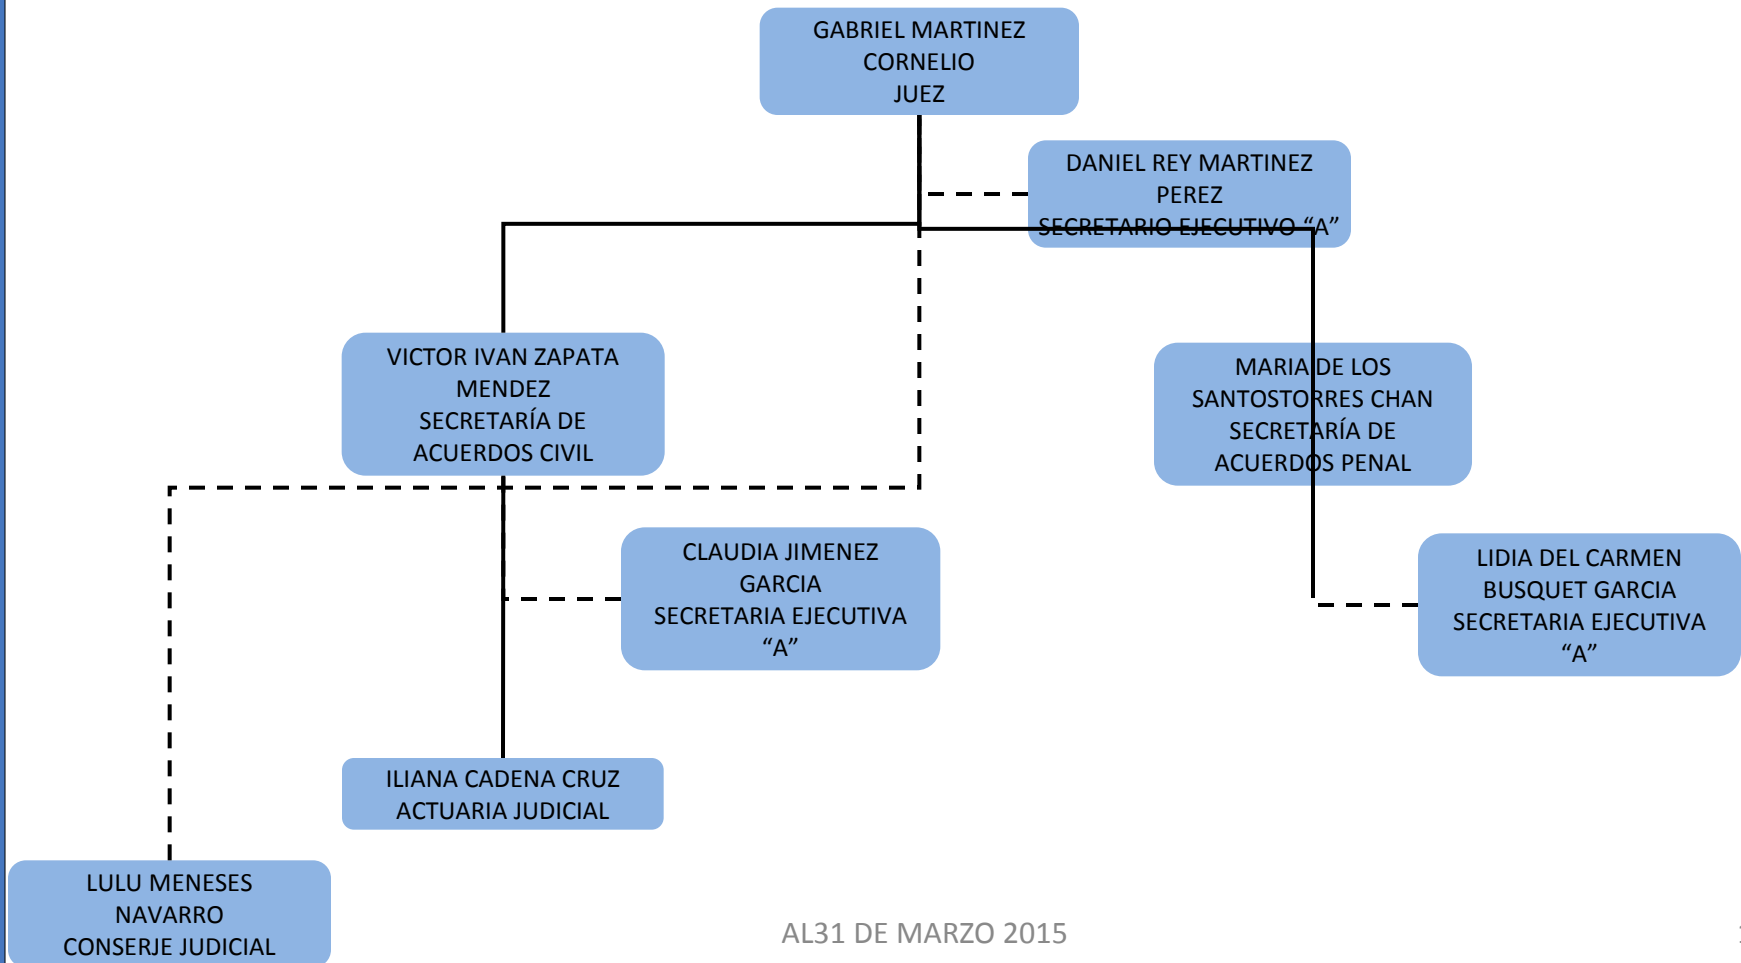 GABRIEL MARTINEZ
CORNELIO
JUEZ
DANIEL REY MARTINEZ
PEREZ
SECRETARIO EJECUTIVO “A”
VICTOR IVAN ZAPATA
MENDEZ
SECRETARÍA DE
ACUERDOS CIVIL
MARIA DE LOS
SANTOSTORRES CHAN
SECRETARÍA DE
ACUERDOS PENAL
CLAUDIA JIMENEZ
GARCIA
SECRETARIA EJECUTIVA
“A”
LIDIA DEL CARMEN
BUSQUET GARCIA
SECRETARIA EJECUTIVA
“A”
ILIANA CADENA CRUZ
ACTUARIA JUDICIAL
LULU MENESES
NAVARRO
CONSERJE JUDICIAL
AL31 DE MARZO 2015